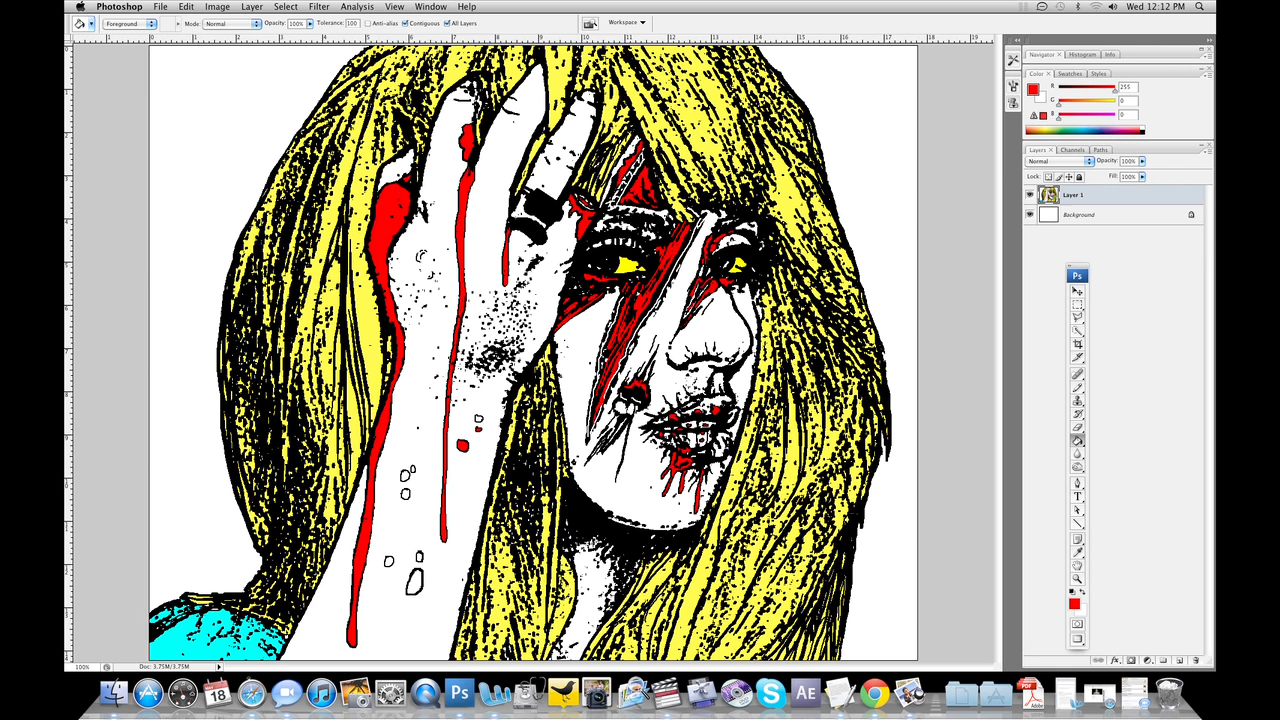 Photoshop File Edit Image Layer Select Filter Analysis View Window Help Wed 12:12 PM
Foreground Mode: Normal Opacity: 100% Tolerance: 100 Anti-alias Contiguous All Layers Workspace
Navigator Histogram Info
Color Swatches Styles
R 255
G 0
B 0
Layers Channels Paths
Normal Opacity: 100%
Lock: Fill: 100%
Layer 1
Background
Ps
T
100% Doc: 3.75M/3.75M
fx
18 Ps AE PDF